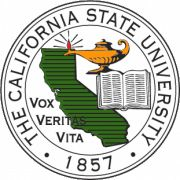 THE CALIFORNIA STATE UNIVERSITY
VOX
VERITAS
VITA
· 1857 ·